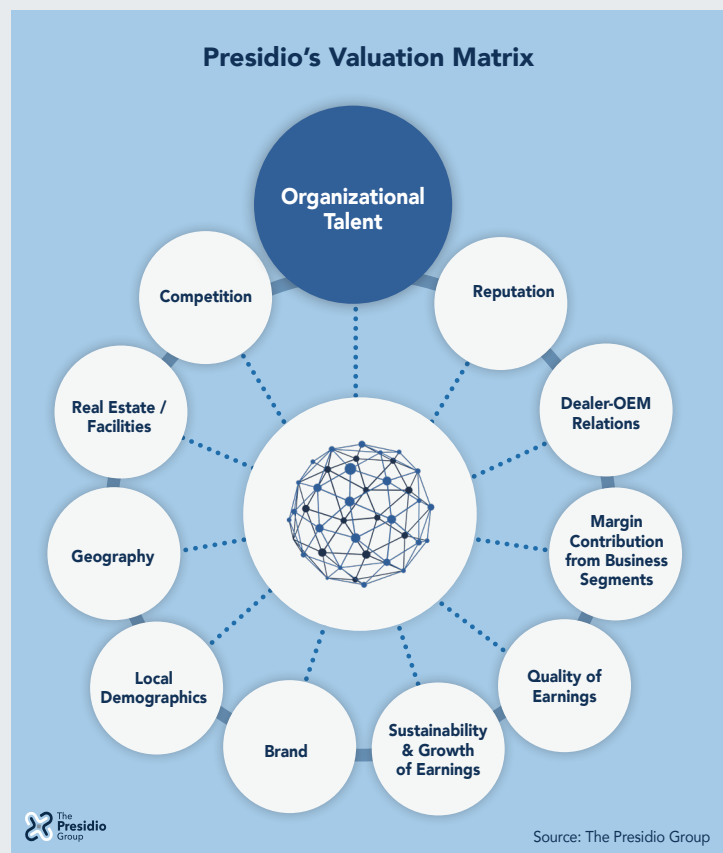 Presidio's Valuation Matrix
Organizational
Talent
Competition
Reputation
Real Estate /
Facilities
Dealer-OEM
Relations
Geography
Margin
Contribution
from Business
Segments
Local
Demographics
Quality of
Earnings
Brand
Sustainability
& Growth
of Earnings
The
Presidio
Group
Source: The Presidio Group